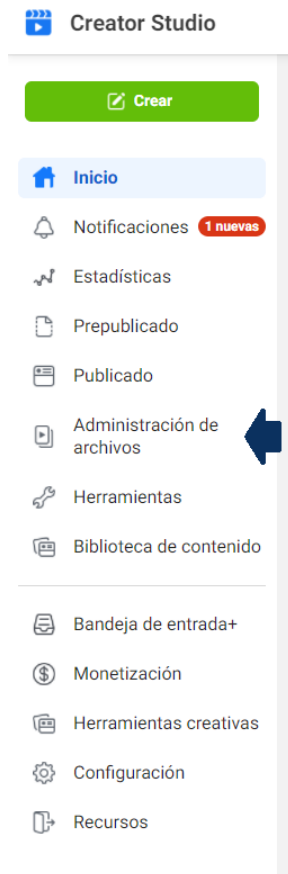 Creator Studio
Crear
Inicio
Notificaciones 1 nuevas
Estadísticas
Prepublicado
Publicado
Administración de
archivos
Herramientas
Biblioteca de contenido
Bandeja de entrada+
Monetización
Herramientas creativas
Configuración
Recursos